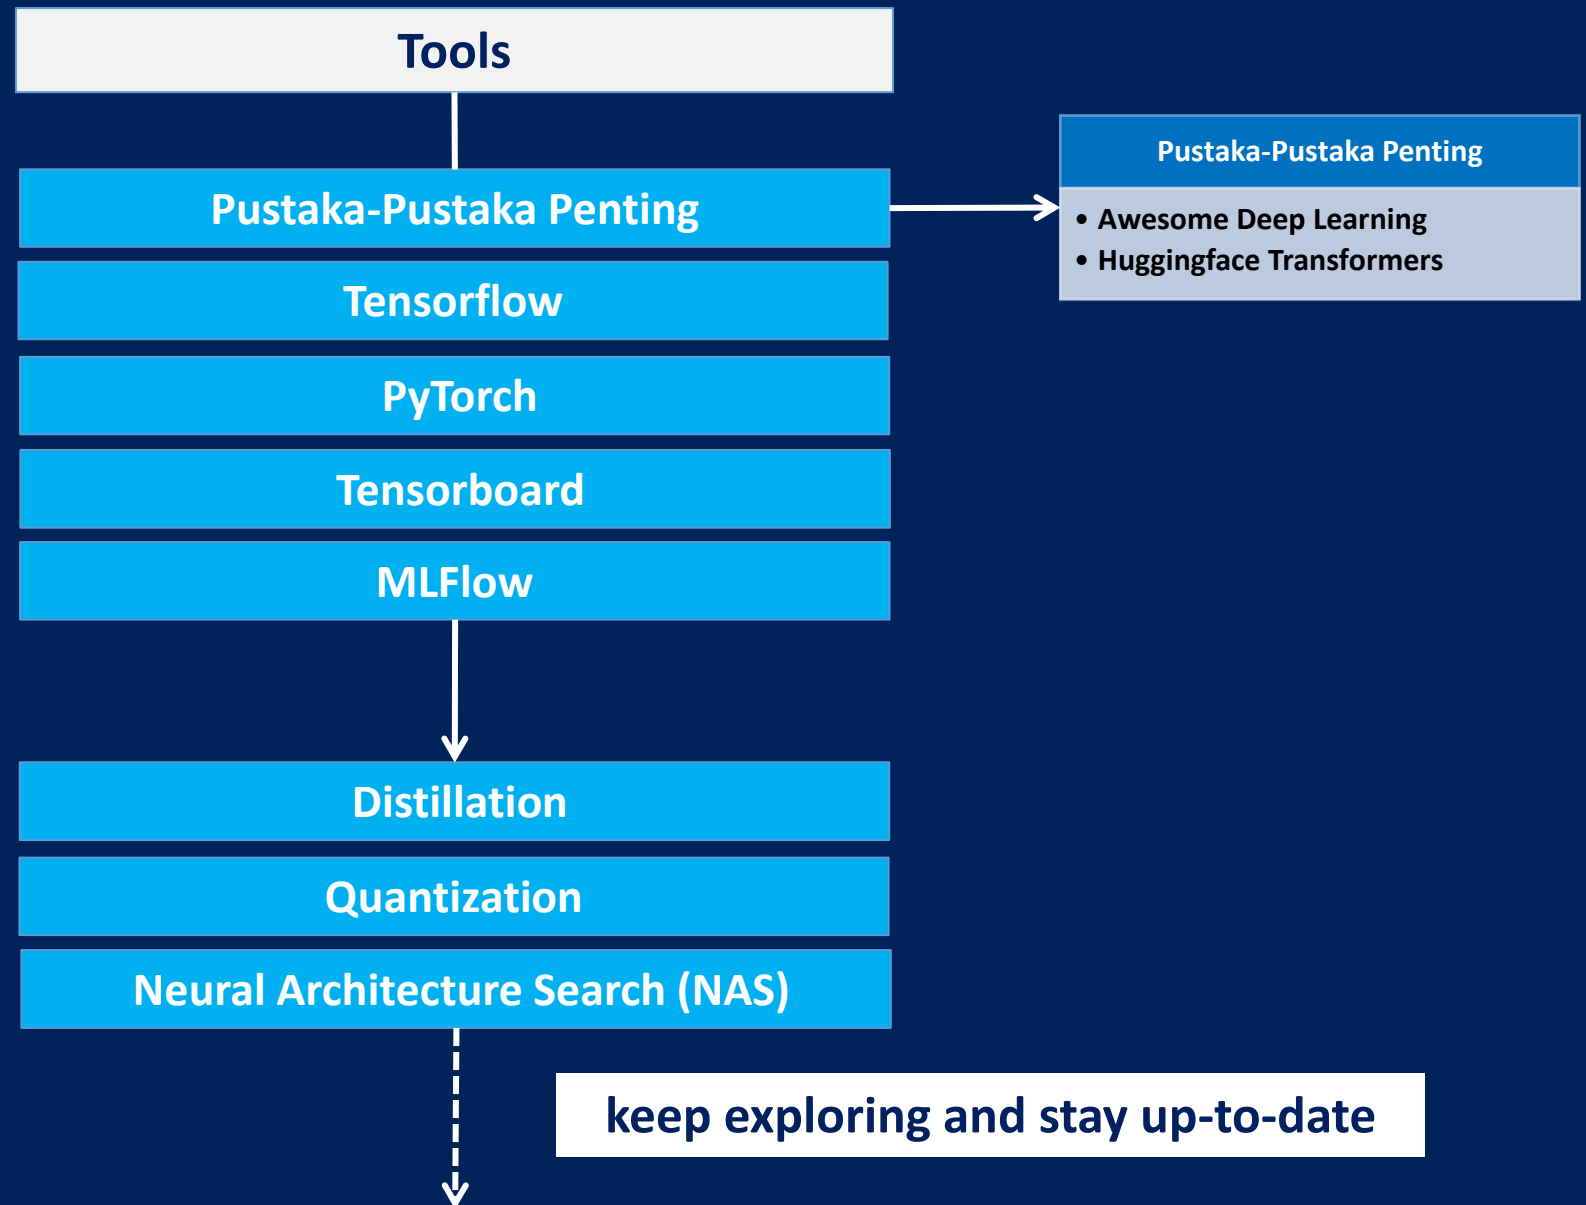 Tools
Pustaka-Pustaka Penting
Pustaka-Pustaka Penting
• Awesome Deep Learning
• Huggingface Transformers
Tensorflow
PyTorch
Tensorboard
MLFlow
Distillation
Quantization
Neural Architecture Search (NAS)
keep exploring and stay up-to-date